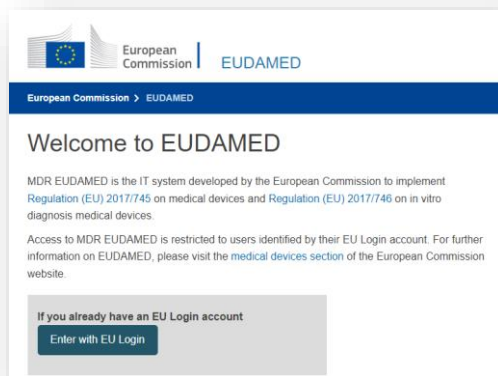 European
Commission
EUDAMED
European Commission > EUDAMED
Welcome to EUDAMED
MDR EUDAMED is the IT system developed by the European Commission to implement
Regulation (EU) 2017/745 on medical devices and Regulation (EU) 2017/746 on in vitro
diagnosis medical devices.
Access to MDR EUDAMED is restricted to users identified by their EU Login account. For further
information on EUDAMED, please visit the medical devices section of the European Commission
website.
If you already have an EU Login account
Enter with EU Login